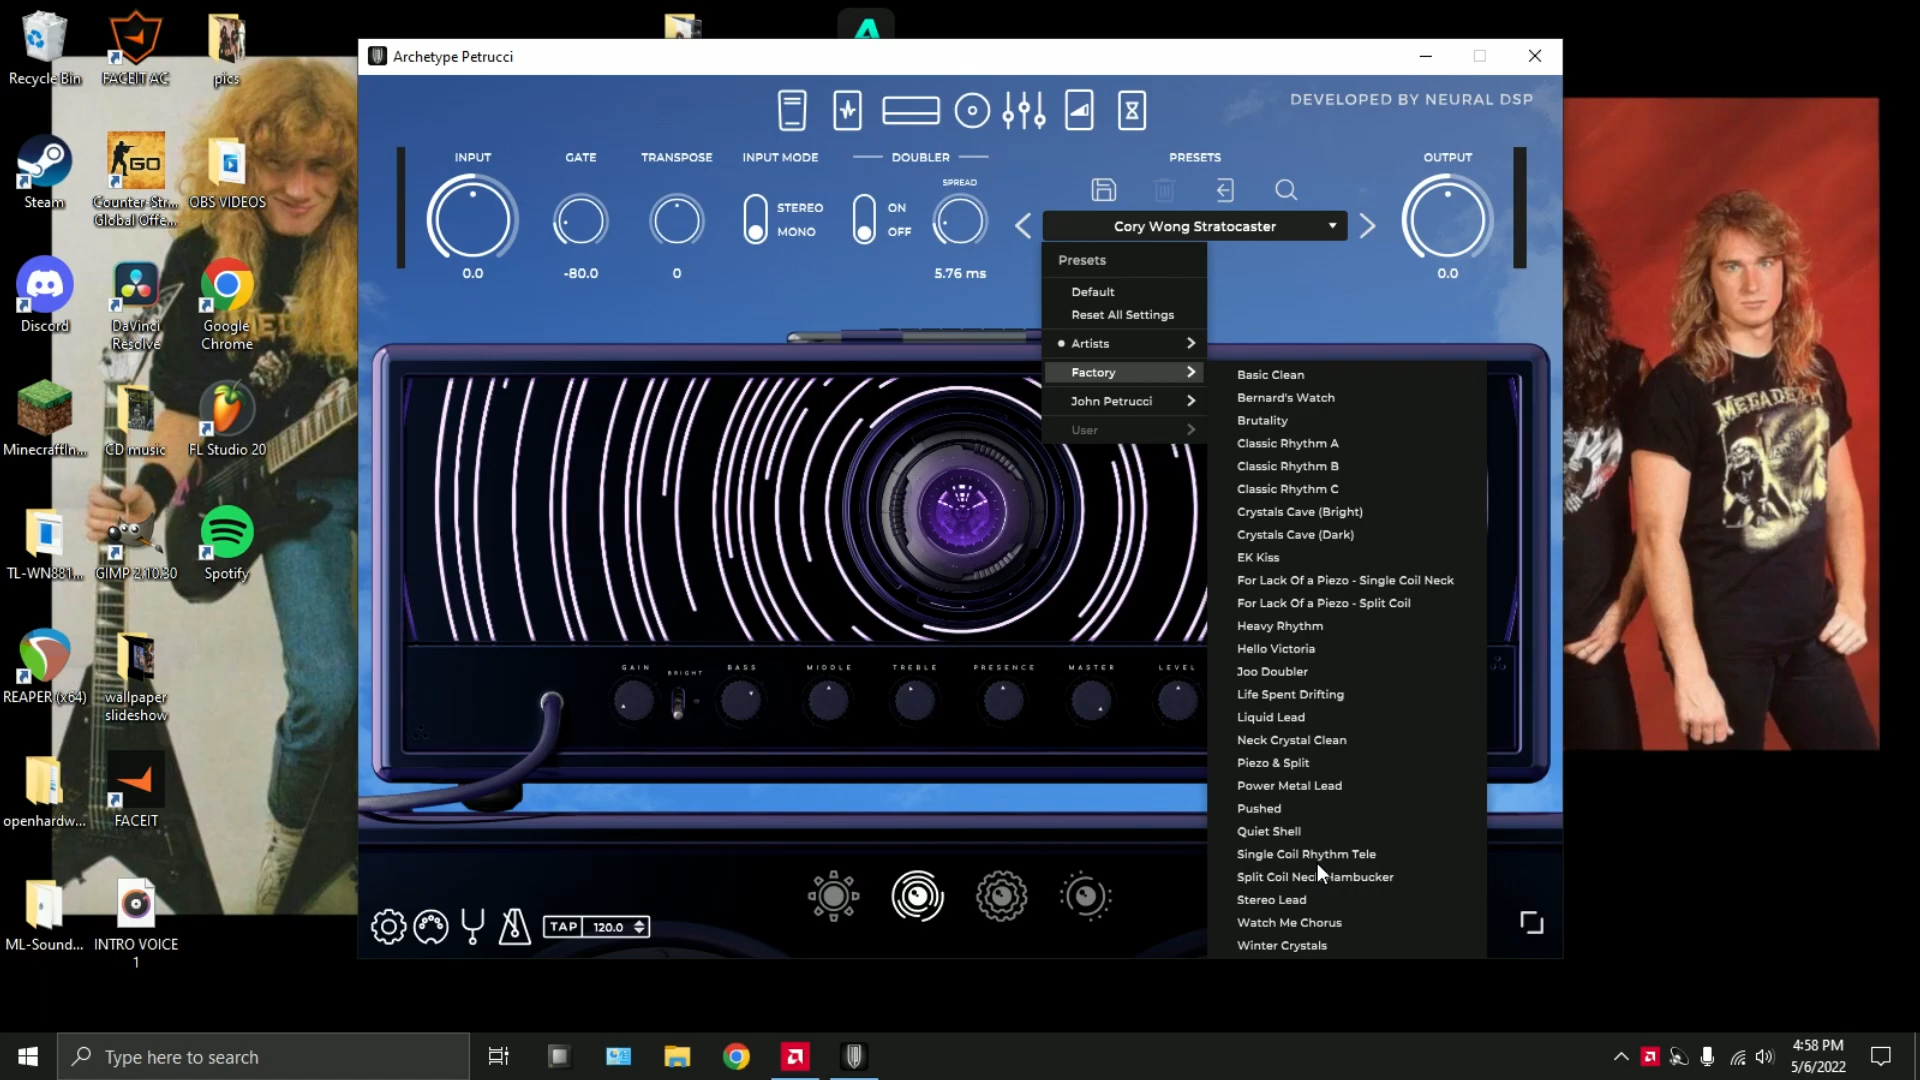 Recycle Bin
FACEIT AC
pics
Steam
Counter-Str...
Global Offe...
OBS VIDEOS
Discord
DaVinci
Resolve
Google
Chrome
MinecraftIn...
CD music
FL Studio 20
TL-WN881...
GIMP 2.10.30
Spotify
REAPER (x64)
wallpaper
slideshow
openhardw...
FACEIT
ML-Sound...
INTRO VOICE
1
GO
Archetype Petrucci
DEVELOPED BY NEURAL DSP
INPUT
GATE
TRANSPOSE
INPUT MODE
DOUBLER
PRESETS
OUTPUT
SPREAD
STEREO
MONO
ON
OFF
Cory Wong Stratocaster
0.0
-80.0
0
5.76 ms
0.0
Presets
Default
Reset All Settings
Artists
Factory
John Petrucci
User
Basic Clean
Bernard's Watch
Brutality
Classic Rhythm A
Classic Rhythm B
Classic Rhythm C
Crystals Cave (Bright)
Crystals Cave (Dark)
EK Kiss
For Lack Of a Piezo - Single Coil Neck
For Lack Of a Piezo - Split Coil
Heavy Rhythm
Hello Victoria
Joo Doubler
Life Spent Drifting
Liquid Lead
Neck Crystal Clean
Piezo & Split
Power Metal Lead
Pushed
Quiet Shell
Single Coil Rhythm Tele
Split Coil Neck Hambucker
Stereo Lead
Watch Me Chorus
Winter Crystals
GAIN
BRIGHT
BASS
MIDDLE
TREBLE
PRESENCE
MASTER
LEVEL
TAP
120.0
MEGADETH
Type here to search
4:58 PM
5/6/2022